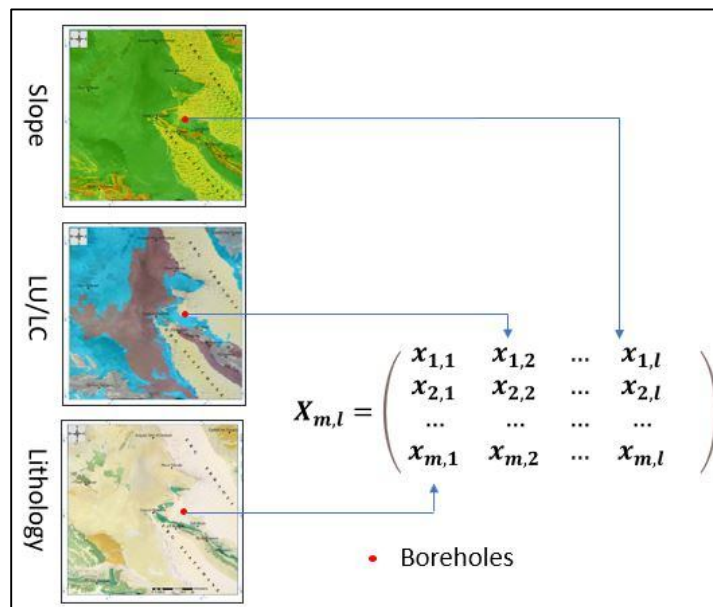 Slope
LU/LC
Lithology
X_{m,l} = ( x_{1,1} x_{1,2} ... x_{1,l}
x_{2,1} x_{2,2} ... x_{2,l}
... ... ... ...
x_{m,1} x_{m,2} ... x_{m,l} )
Boreholes